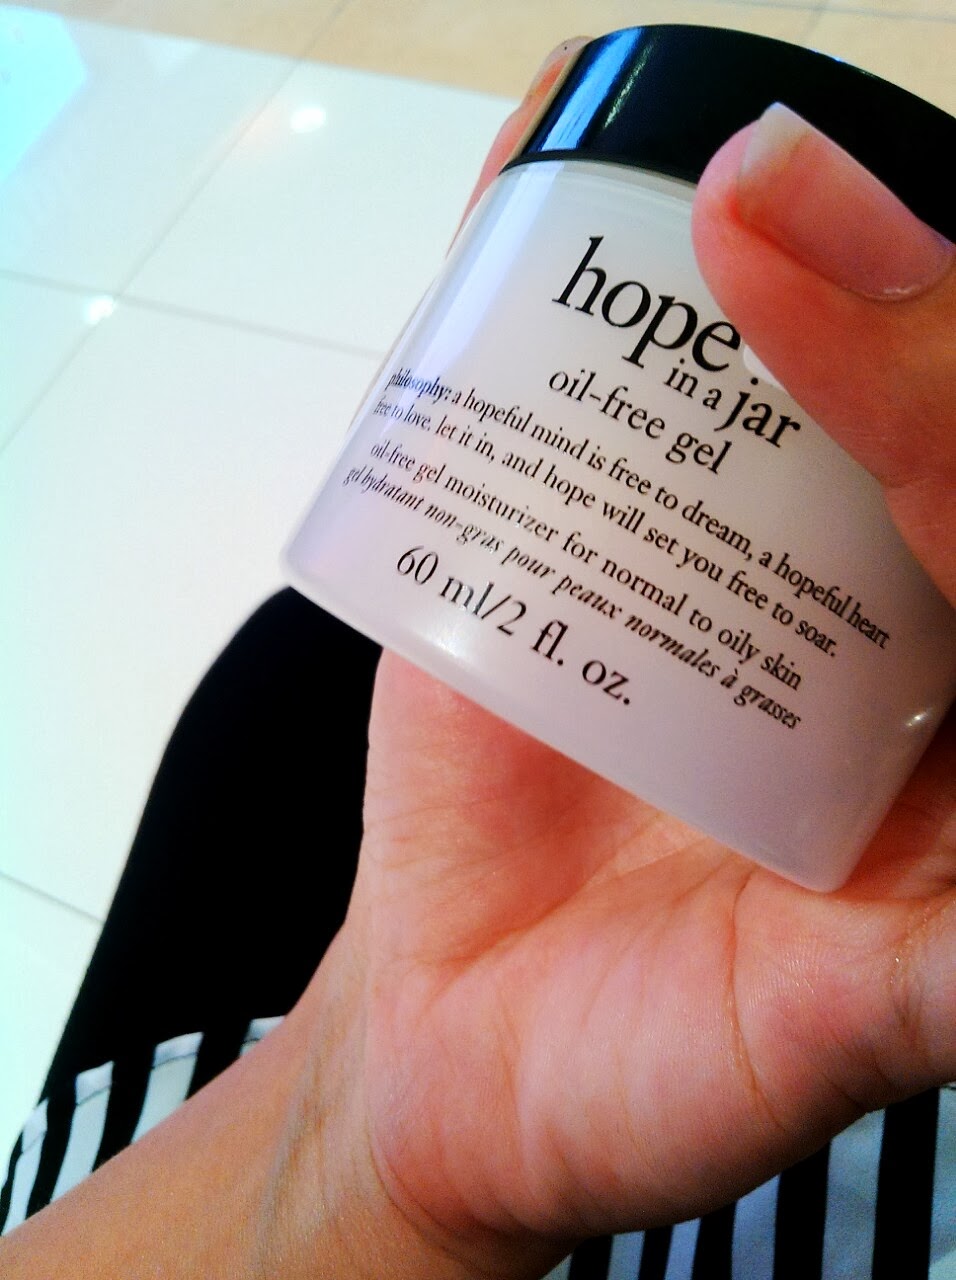 hope
in a jar
oil-free gel
philosophy: a hopeful mind is free to dream, a hopeful heart
free to love. let it in, and hope will set you free to soar.
oil-free gel moisturizer for normal to oily skin
gel hydratant non-gras pour peaux normales à grasses
60 ml/2 fl. oz.